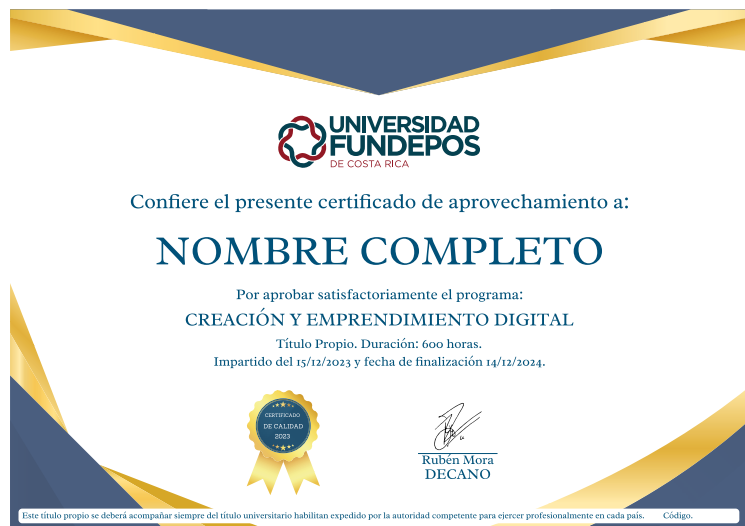 UNIVERSIDAD
FUNDEPOS
DE COSTA RICA
Confiere el presente certificado de aprovechamiento a:
NOMBRE COMPLETO
Por aprobar satisfactoriamente el programa:
CREACIÓN Y EMPRENDIMIENTO DIGITAL
Título Propio. Duración: 600 horas.
Impartido del 15/12/2023 y fecha de finalización 14/12/2024.
CERTIFICADO
DE CALIDAD
2023
Rubén Mora
DECANO
Este título propio se deberá acompañar siempre del título universitario habilitan expedido por la autoridad competente para ejercer profesionalmente en cada país. Código.